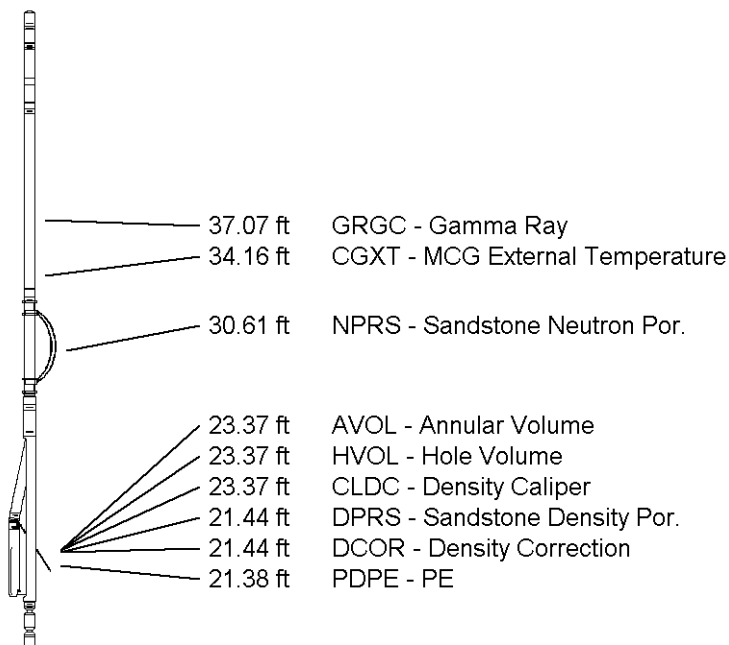 37.07 ft GRGC - Gamma Ray
34.16 ft CGXT - MCG External Temperature
30.61 ft NPRS - Sandstone Neutron Por.
23.37 ft AVOL - Annular Volume
23.37 ft HVOL - Hole Volume
23.37 ft CLDC - Density Caliper
21.44 ft DPRS - Sandstone Density Por.
21.44 ft DCOR - Density Correction
21.38 ft PDPE - PE